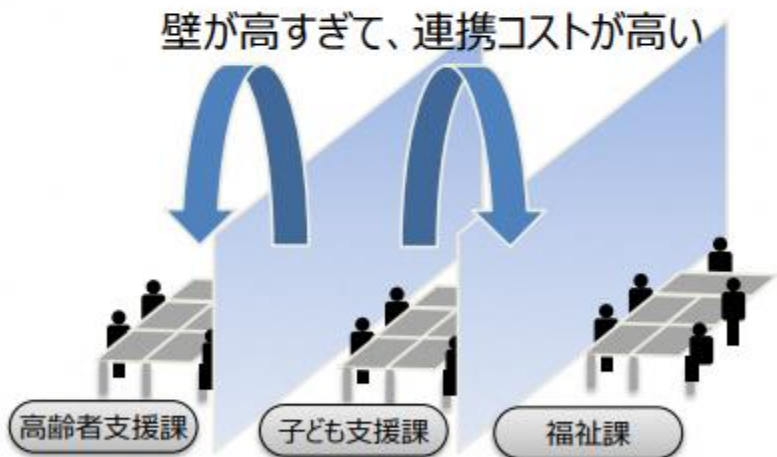 壁が高すぎて、連携コストが高い
高齢者支援課
子ども支援課
福祉課